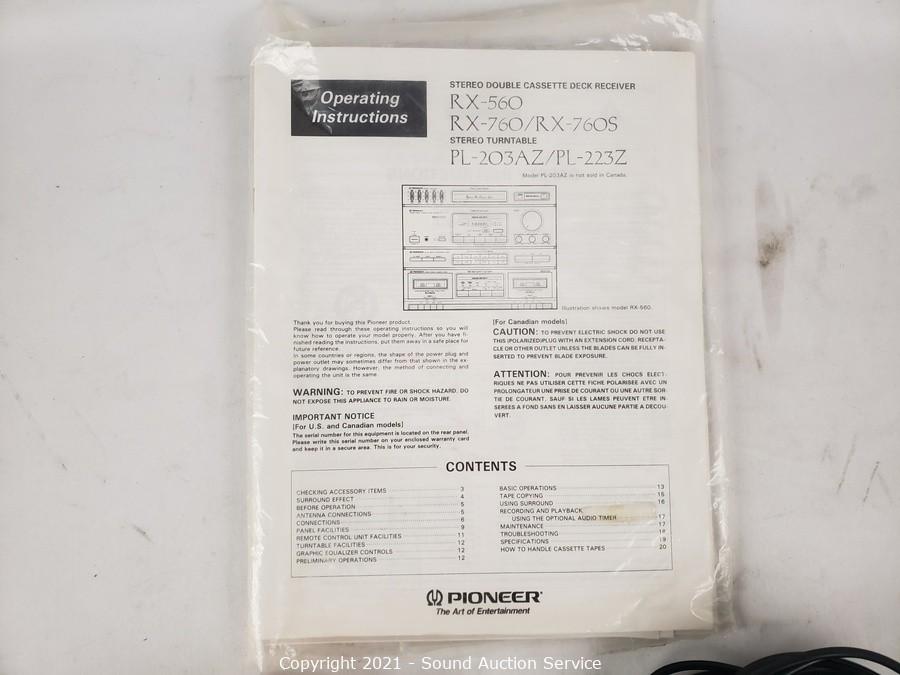 Operating
Instructions
STEREO DOUBLE CASSETTE DECK RECEIVER
RX-560
RX-760/RX-760S
STEREO TURNTABLE
PL-203AZ/PL-223Z
Model PL-203AZ is not sold in Canada.
Illustration shows model RX-560.
Thank you for buying this Pioneer product.
Please read through these operating instructions so you will
know how to operate your model properly. After you have fi-
nished reading the instructions, put them away in a safe place for
future reference.
In some countries or regions, the shape of the power plug and
power outlet may sometimes differ from that shown in the ex-
planatory drawings. However, the method of connecting and
operating the unit is the same.
WARNING: TO PREVENT FIRE OR SHOCK HAZARD, DO
NOT EXPOSE THIS APPLIANCE TO RAIN OR MOISTURE.
IMPORTANT NOTICE
[For U.S. and Canadian models]
The serial number for this equipment is located on the rear panel.
Please write this serial number on your enclosed warranty card
and keep it in a secure area. This is for your security.
[For Canadian models]
CAUTION: TO PREVENT ELECTRIC SHOCK DO NOT USE
THIS (POLARIZED) PLUG WITH AN EXTENSION CORD, RECEPTA-
CLE OR OTHER OUTLET UNLESS THE BLADES CAN BE FULLY IN-
SERTED TO PREVENT BLADE EXPOSURE.
ATTENTION: POUR PREVENIR LES CHOCS ELECT-
RIQUES NE PAS UTILISER CETTE FICHE POLARISEE AVEC UN
PROLONGATEUR UNE PRISE DE COURANT OU UNE AUTRE SOR-
TIE DE COURANT, SAUF SI LES LAMES PEUVENT ETRE IN-
SEREES A FOND SANS EN LAISSER AUCUNE PARTIE A DECOU-
VERT.
CONTENTS
CHECKING ACCESSORY ITEMS 3
SURROUND EFFECT 4
BEFORE OPERATION 5
ANTENNA CONNECTIONS 5
CONNECTIONS 6
PANEL FACILITIES 9
REMOTE CONTROL UNIT FACILITIES 11
TURNTABLE FACILITIES 12
GRAPHIC EQUALIZER CONTROLS 12
PRELIMINARY OPERATIONS 12
BASIC OPERATIONS 13
TAPE COPYING 15
USING SURROUND 16
RECORDING AND PLAYBACK
USING THE OPTIONAL AUDIO TIMER 17
MAINTENANCE 17
TROUBLESHOOTING 18
SPECIFICATIONS 19
HOW TO HANDLE CASSETTE TAPES 20
PIONEER
The Art of Entertainment
Copyright 2021 - Sound Auction Service